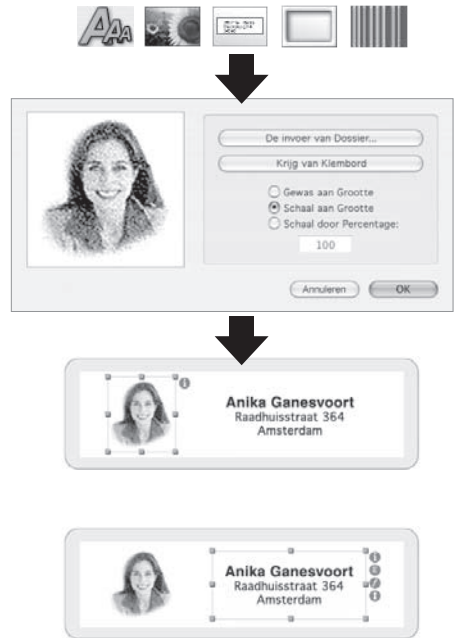 AAA
De invoer van Dossier...
Krijg van Klembord
Gewas aan Grootte
Schaal aan Grootte
Schaal door Percentage:
100
Annuleren
OK
Anika Ganesvoort
Raadhuisstraat 364
Amsterdam
Anika Ganesvoort
Raadhuisstraat 364
Amsterdam